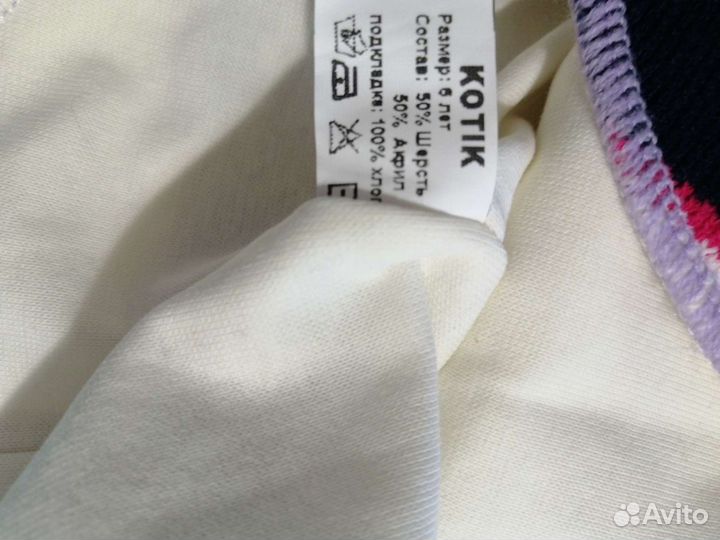 KOTIK
Размер: 6 лет
Состав: 50% Шерсть
50% Акрил
подкладка: 100% хлоп
Avito